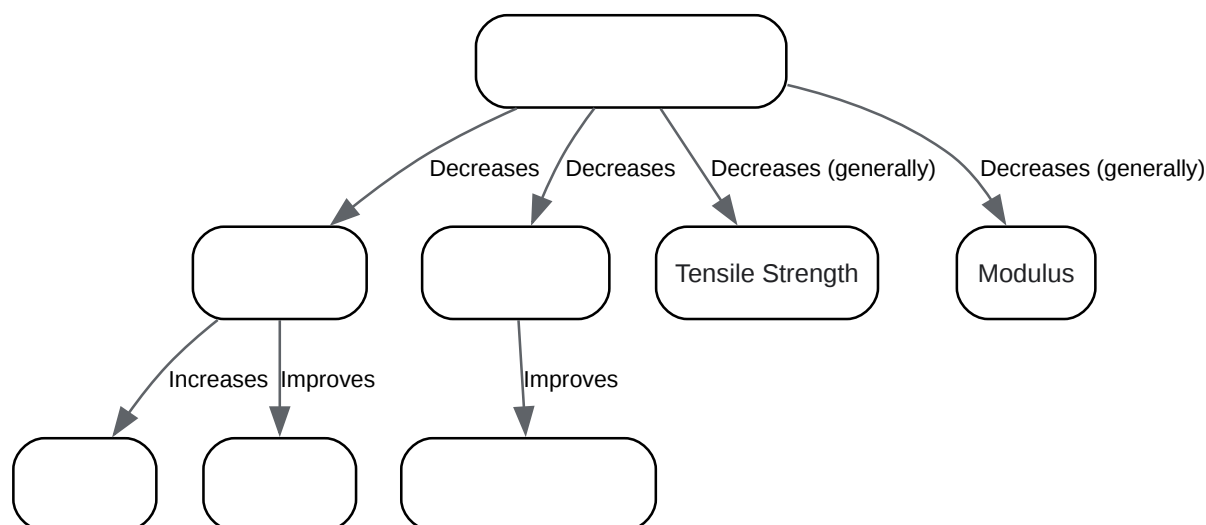 Decreases
Decreases
Decreases (generally)
Decreases (generally)
Tensile Strength
Modulus
Increases
Improves
Improves